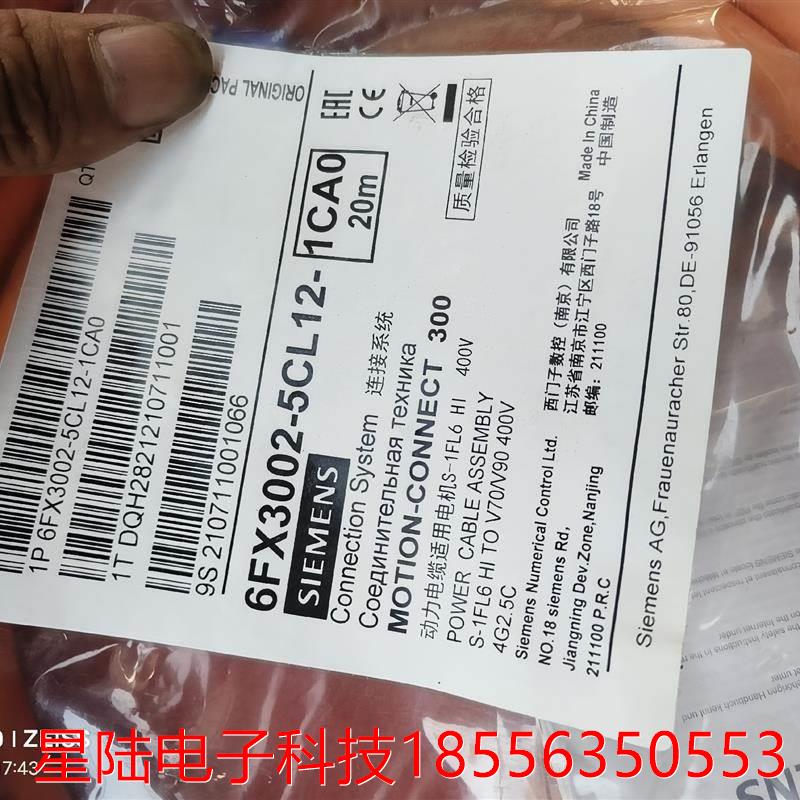 ORIGINAL PAC
EAC CE
质量检验合格
1P 6FX3002-5CL12-1CA0
1T DQH2821210711001
9S 210711001066
6FX3002-5CL12-1CA0
20m
SIEMENS
Connection System 连接系统
Соединительная техника
MOTION-CONNECT 300
动力电缆适用电机S-1FL6 HI 400V
POWER CABLE ASSEMBLY
S-1FL6 HI TO V70/V90 400V
4G2.5C
Siemens Numerical Control Ltd.
NO.18 siemens Rd,
Jiangning Dev.Zone,Nanjing
211100 P.R.C
西门子数控（南京）有限公司
江苏省南京市江宁区西门子路18号
邮编：211100
Made In China
中国制造
Siemens AG,Frauenauracher Str.80,DE-91056 Erlangen
星陆电子科技18556350553